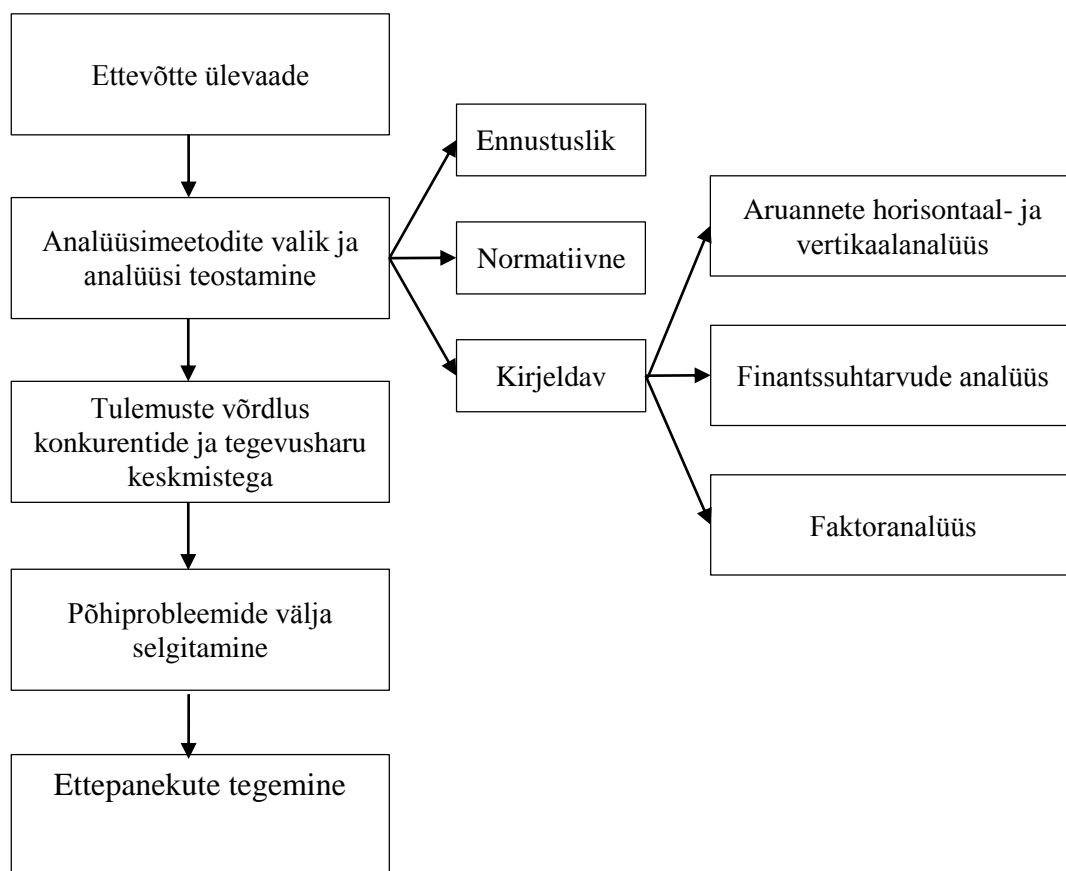 Ettevõtte ülevaade
Analüüsimeetodite valik ja
analüüsi teostamine
Tulemuste võrdlus
konkurentide ja tegevusharu
keskmistega
Põhiprobleemide välja
selgitamine
Ettepanekute tegemine
Ennustuslik
Normatiivne
Kirjeldav
Aruannete horisontaal- ja
vertikaalanalüüs
Finantssuhtarvude analüüs
Faktoranalüüs